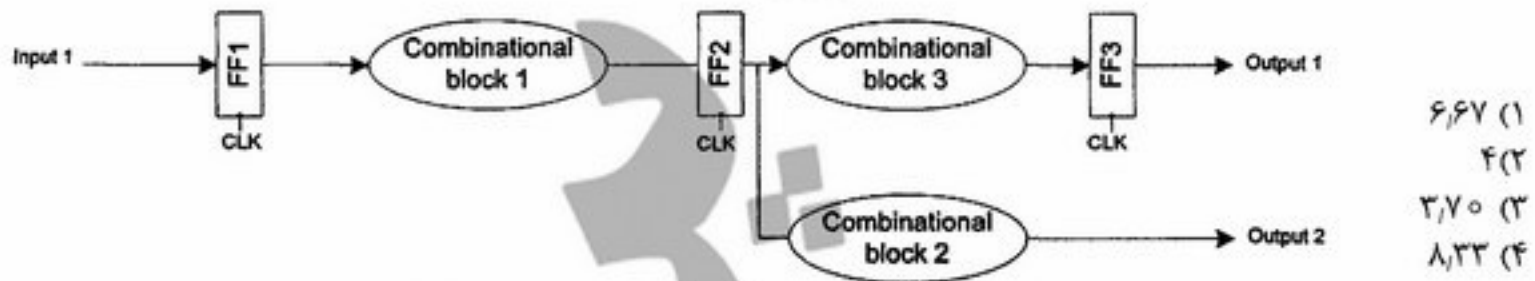 Input 1
FF1
CLK
Combinational
block 1
FF2
CLK
Combinational
block 3
FF3
CLK
Output 1
Combinational
block 2
Output 2
۱) ۶٫۶۷
۲) ۴
۳) ۳٫۷۰
۴) ۸٫۳۳